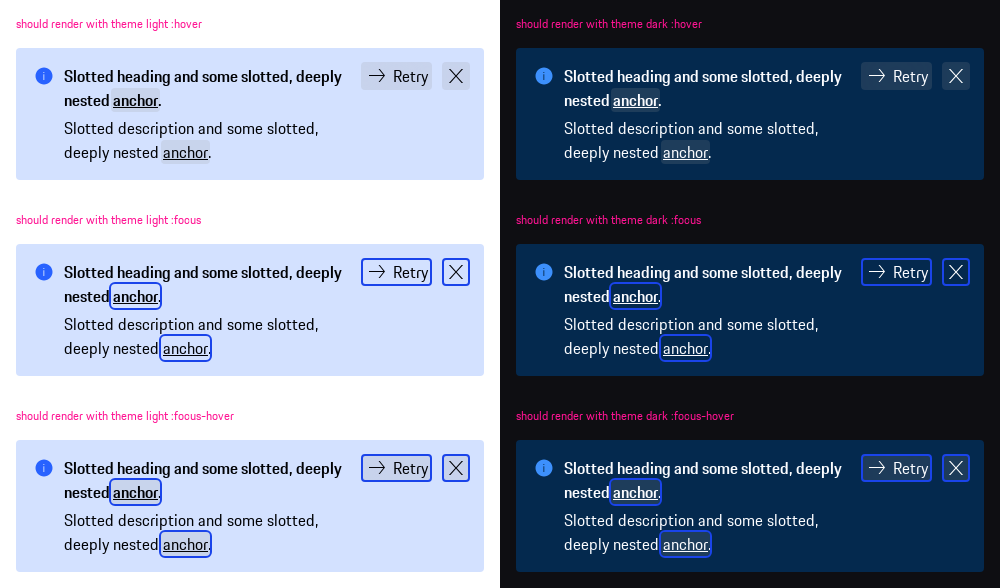 should render with theme light :hover
Slotted heading and some slotted, deeply
nested anchor.
Retry
Slotted description and some slotted,
deeply nested anchor.
should render with theme light :focus
Slotted heading and some slotted, deeply
nested anchor.
Retry
Slotted description and some slotted,
deeply nested anchor.
should render with theme light :focus-hover
Slotted heading and some slotted, deeply
nested anchor.
Retry
Slotted description and some slotted,
deeply nested anchor.
should render with theme dark :hover
Slotted heading and some slotted, deeply
nested anchor.
Retry
Slotted description and some slotted,
deeply nested anchor.
should render with theme dark :focus
Slotted heading and some slotted, deeply
nested anchor.
Retry
Slotted description and some slotted,
deeply nested anchor.
should render with theme dark :focus-hover
Slotted heading and some slotted, deeply
nested anchor.
Retry
Slotted description and some slotted,
deeply nested anchor.